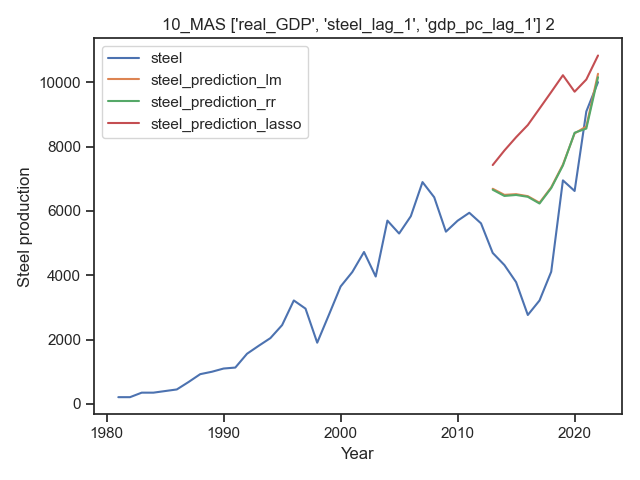 10_MAS ['real_GDP', 'steel_lag_1', 'gdp_pc_lag_1'] 2
steel
steel_prediction_lm
steel_prediction_rr
steel_prediction_lasso
10000
8000
6000
4000
2000
0
Steel production
1980 1990 2000 2010 2020
Year